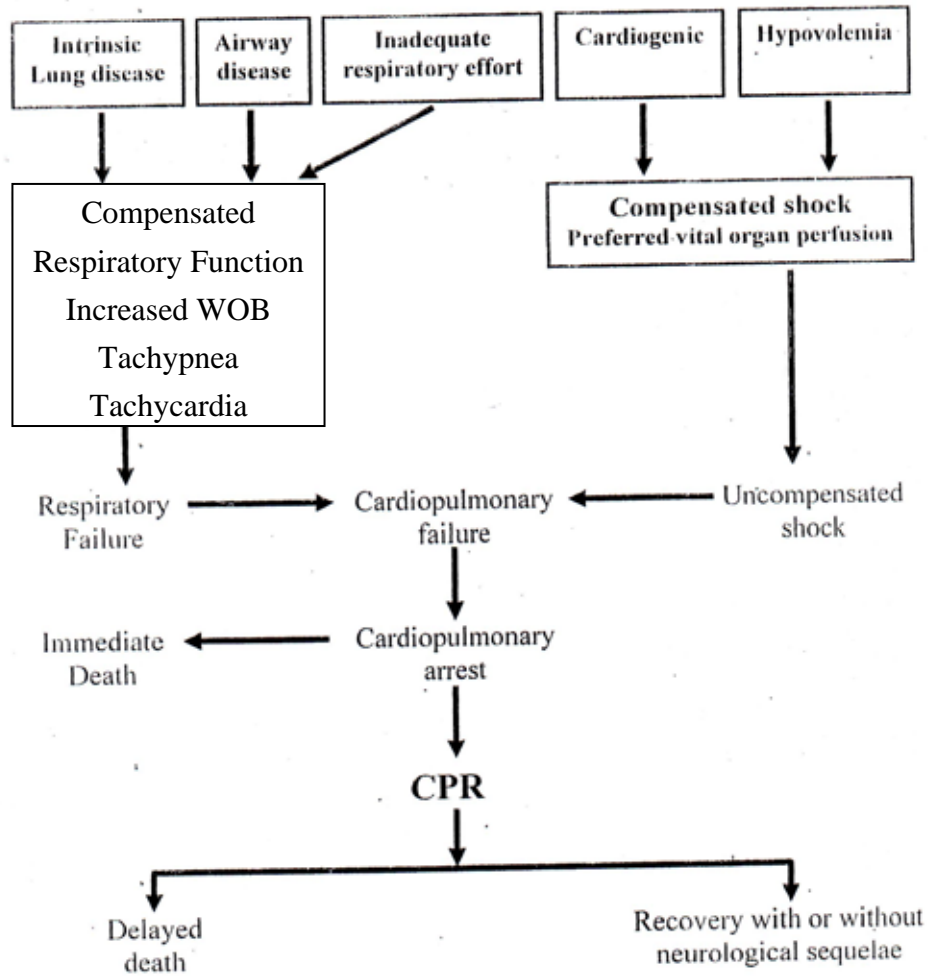 Intrinsic
Lung disease
Airway
disease
Inadequate
respiratory effort
Cardiogenic
Hypovolemia
Compensated
Respiratory Function
Increased WOB
Tachypnea
Tachycardia
Compensated shock
Preferred vital organ perfusion
Respiratory
Failure
Cardiopulmonary
failure
Uncompensated
shock
Immediate
Death
Cardiopulmonary
arrest
CPR
Delayed
death
Recovery with or without
neurological sequelae